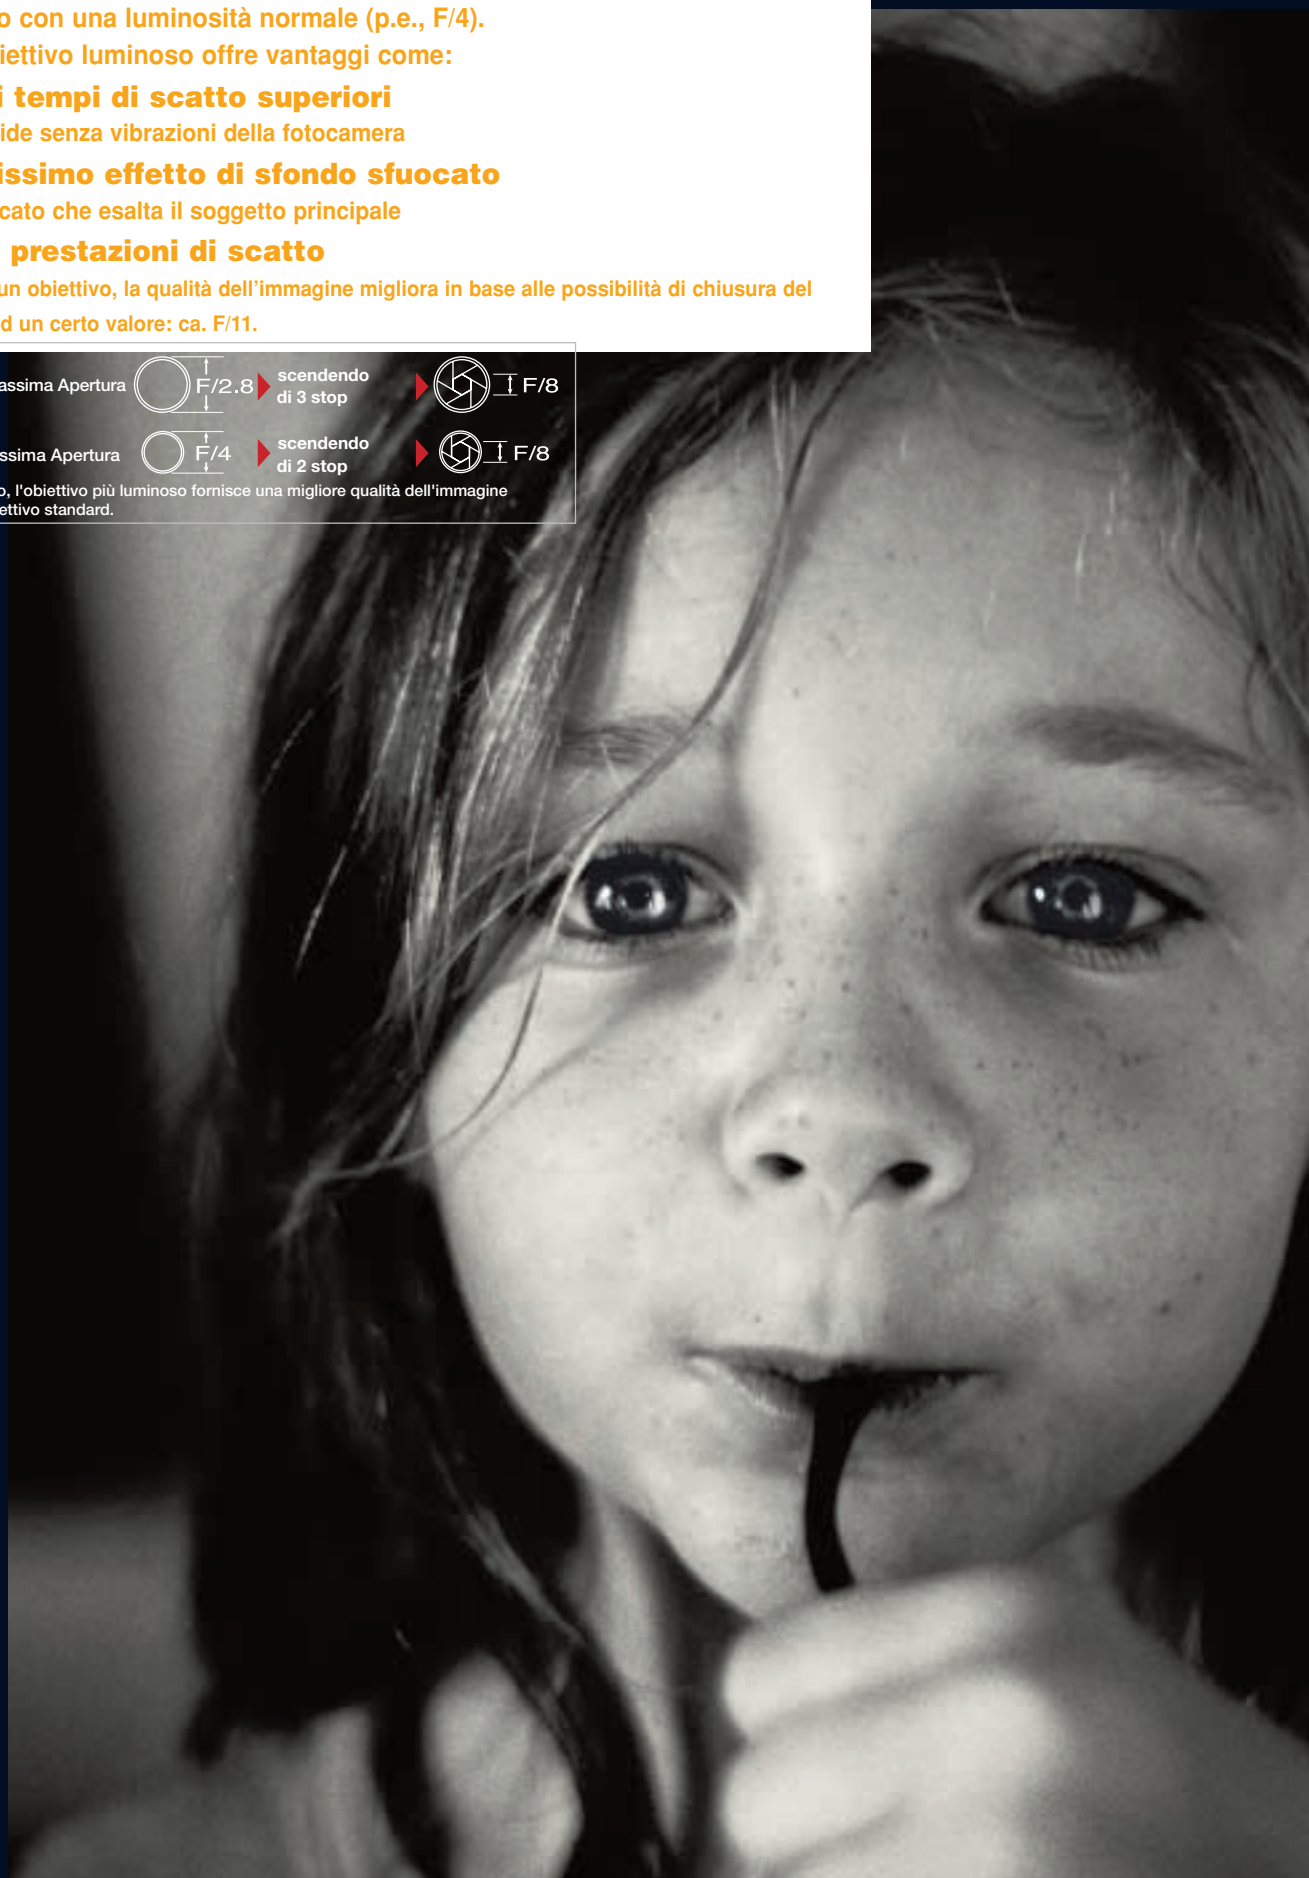 o con una luminosità normale (p.e., F/4).
iettivo luminoso offre vantaggi come:
i tempi di scatto superiori
ide senza vibrazioni della fotocamera
issimo effetto di sfondo sfuocato
cato che esalta il soggetto principale
prestazioni di scatto
un obiettivo, la qualità dell'immagine migliora in base alle possibilità di chiusura del
d un certo valore: ca. F/11.
assima Apertura F/2.8 scendendo di 3 stop F/8
ssima Apertura F/4 scendendo di 2 stop F/8
o, l'obiettivo più luminoso fornisce una migliore qualità dell'immagine
ettivo standard.